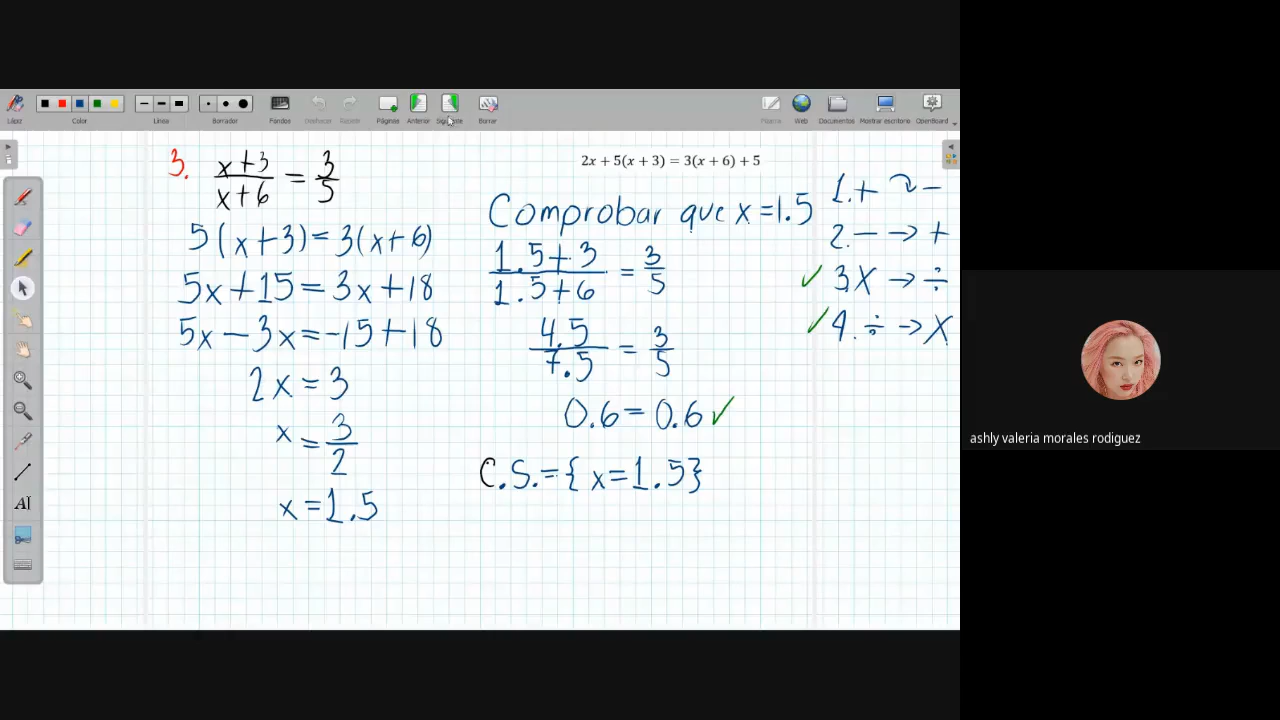 Lápiz
Color
Línea
Borrador
Fondos
Deshacer
Páginas
Anterior
Siguiente
Borrar
Web
Documentos
Mostrar escritorio
OpenBoard
3. x+3/x+6 = 3/5
5(x+3)=3(x+6)
5x+15=3x+18
5x-3x=-15+18
2x=3
x=3/2
x=1.5
2x + 5(x + 3) = 3(x + 6) + 5
Comprobar que x=1.5
1.5+3/1.5+6 = 3/5
4.5/7.5 = 3/5
0.6=0.6✓
C.S.={x=1.5}
1.+ ↷ -
2. - → +
✓ 3.X → ÷
✓ 4. ÷ → X
AI
ashly valeria morales rodiguez